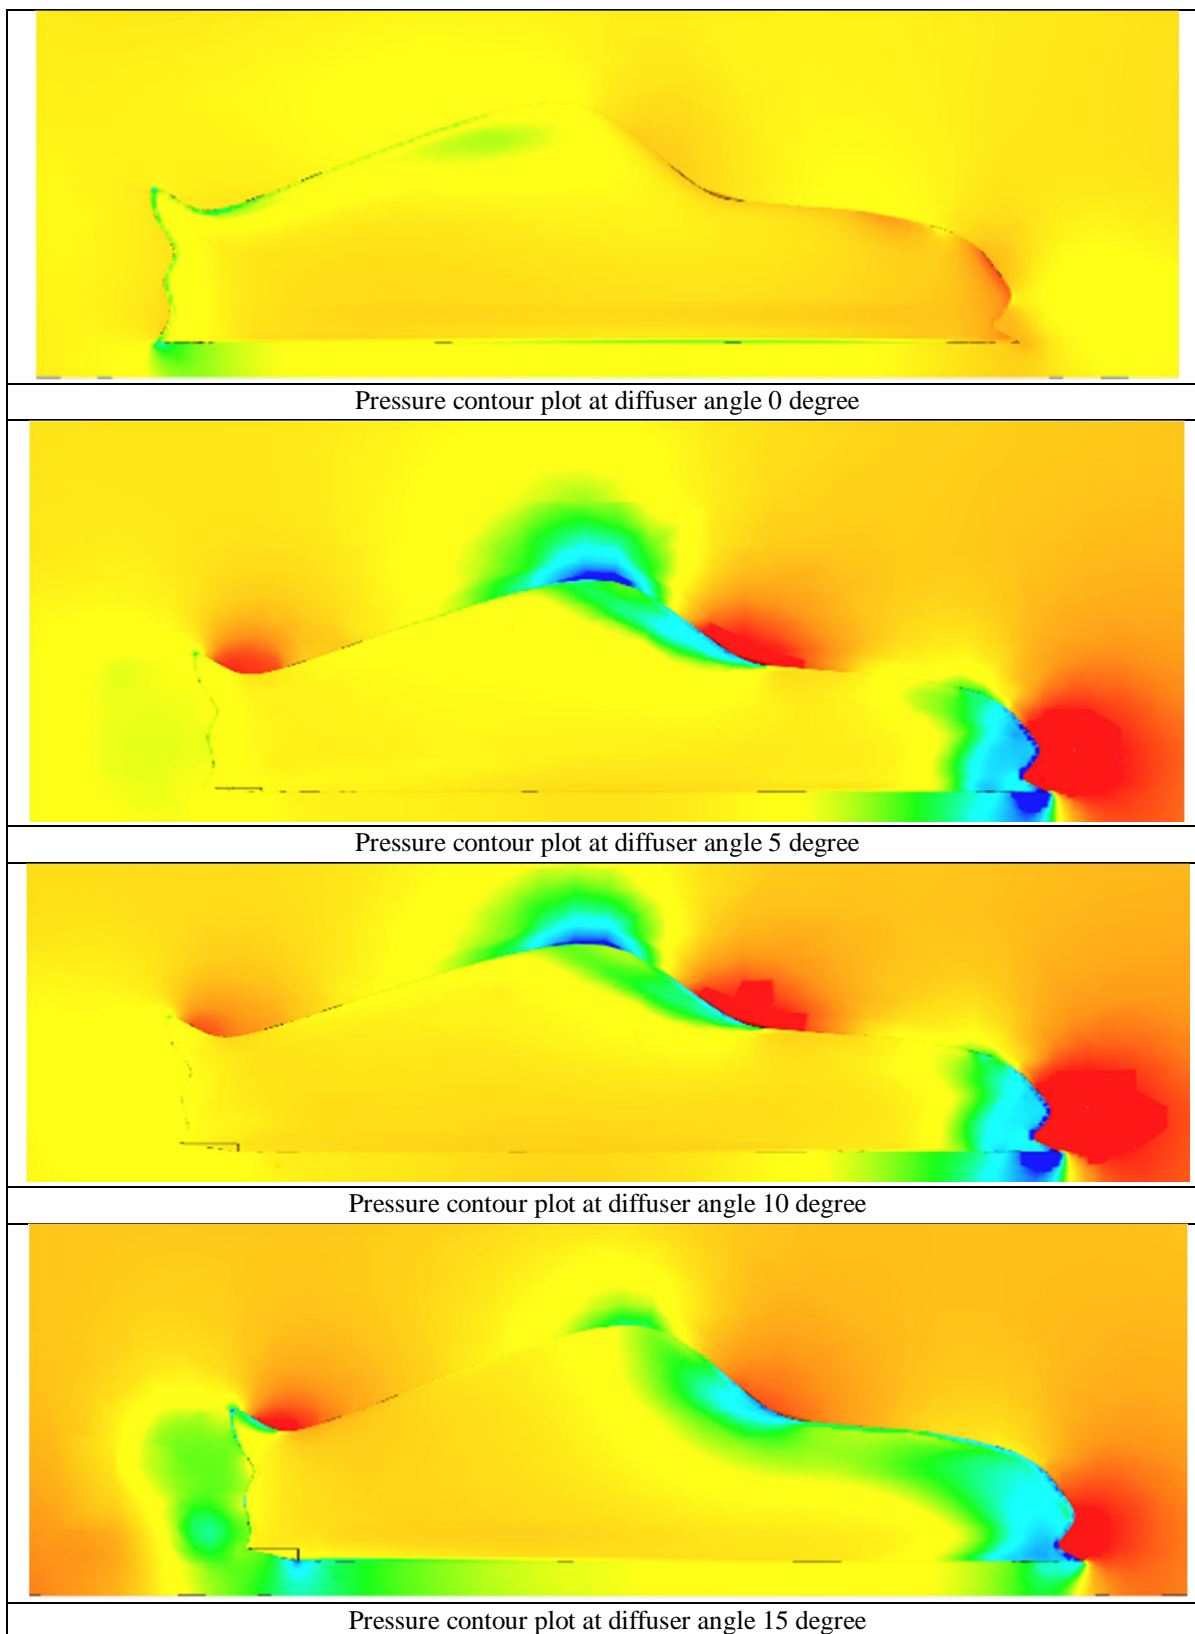 Pressure contour plot at diffuser angle 0 degree
Pressure contour plot at diffuser angle 5 degree
Pressure contour plot at diffuser angle 10 degree
Pressure contour plot at diffuser angle 15 degree